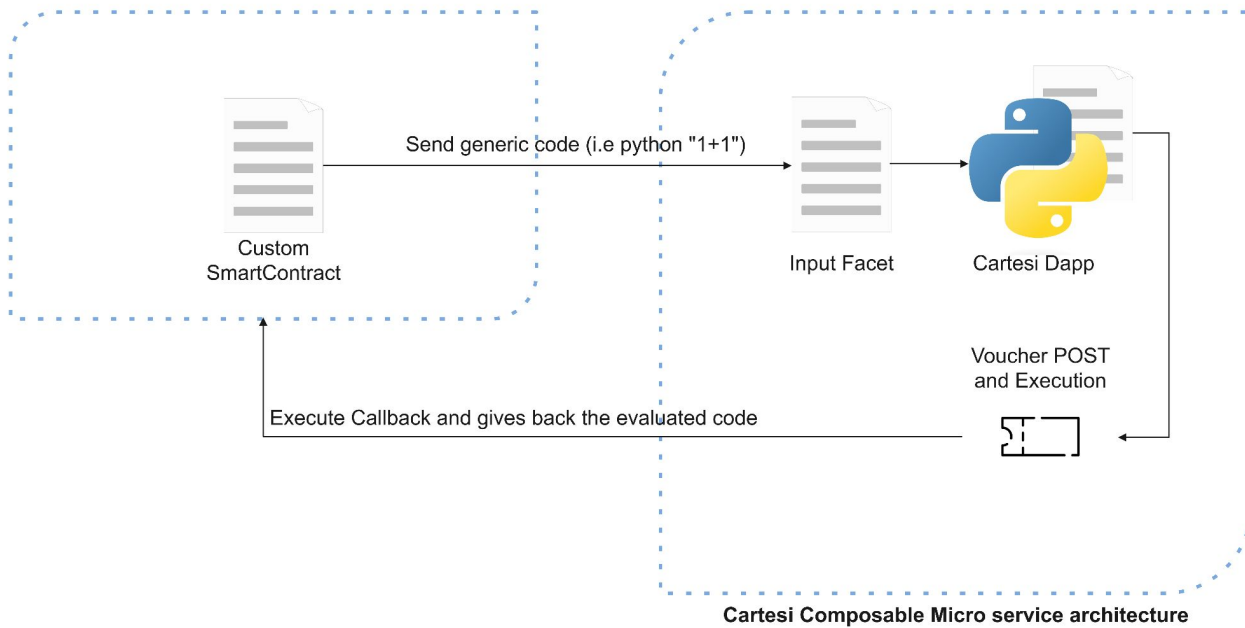 Send generic code (i.e python "1+1")
Custom
SmartContract
Input Facet
Cartesi Dapp
Voucher POST
and Execution
Execute Callback and gives back the evaluated code
Cartesi Composable Micro service architecture